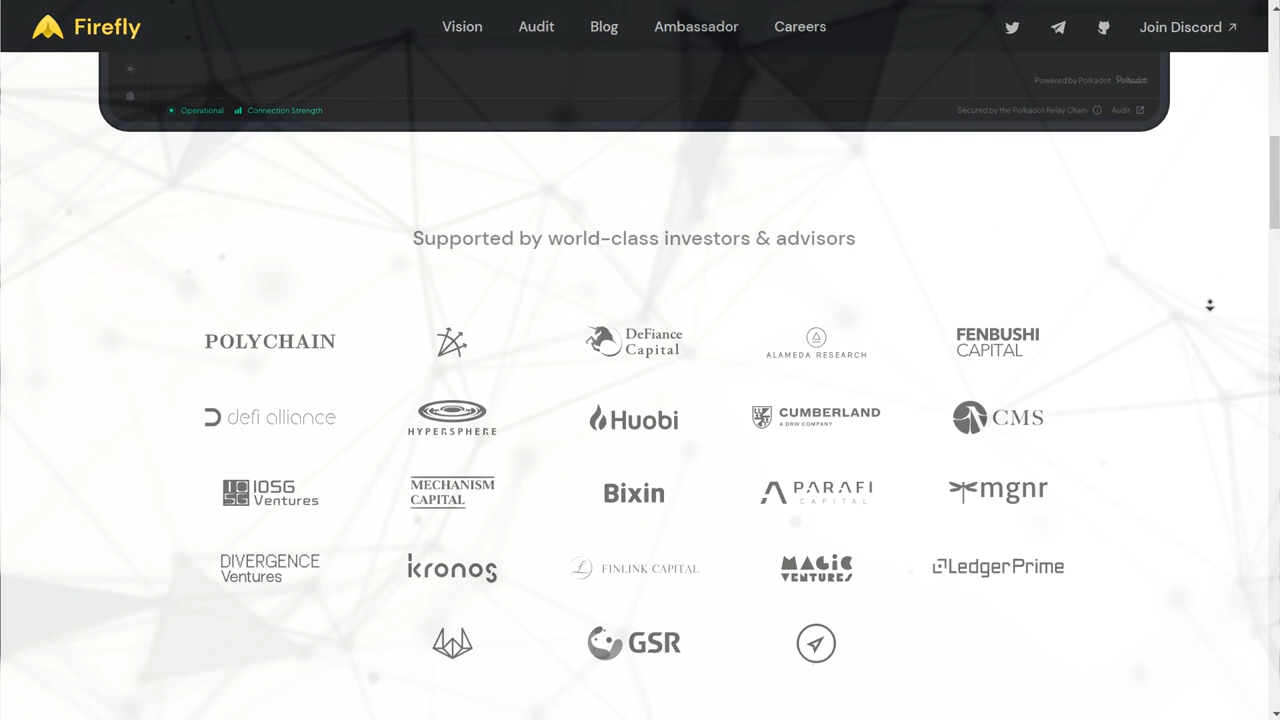 Firefly
Vision Audit Blog Ambassador Careers
Join Discord
Powered by Polkadot Polkadot
Operational Connection Strength
Secured by the Polkadot Relay Chain Audit
Supported by world-class investors & advisors
POLYCHAIN
DeFiance
Capital
ALAMEDA RESEARCH
FENBUSHI
CAPITAL
defi alliance
HYPERSPHERE
Huobi
CUMBERLAND
A DRW COMPANY
CMS
IOSG
IOSG
Ventures
MECHANISM
CAPITAL
Bixin
PARAFI
CAPITAL
mgnr
DIVERGENCE
Ventures
kronos
FINLINK CAPITAL
MAGiC
VENTURES
LedgerPrime
GSR